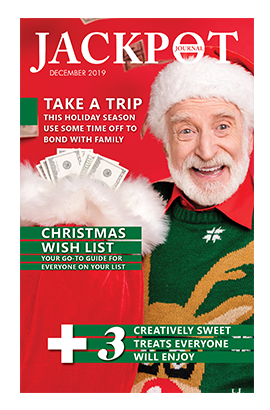 JACKPOT
JOURNAL
DECEMBER 2019
TAKE A TRIP
THIS HOLIDAY SEASON
USE SOME TIME OFF TO
BOND WITH FAMILY
CHRISTMAS
WISH LIST
YOUR GO-TO GUIDE FOR
EVERYONE ON YOUR LIST
+3
CREATIVELY SWEET
TREATS EVERYONE
WILL ENJOY